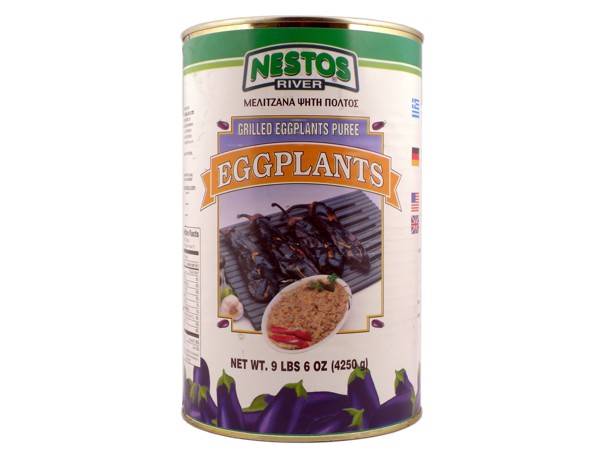 NESTOS
RIVER
ΜΕΛΙΤΖΑΝΑ ΨΗΤΗ ΠΟΛΤΟΣ
GRILLED EGGPLANTS PUREE
EGGPLANTS
NET WT. 9 LBS 6 OZ (4250 g)